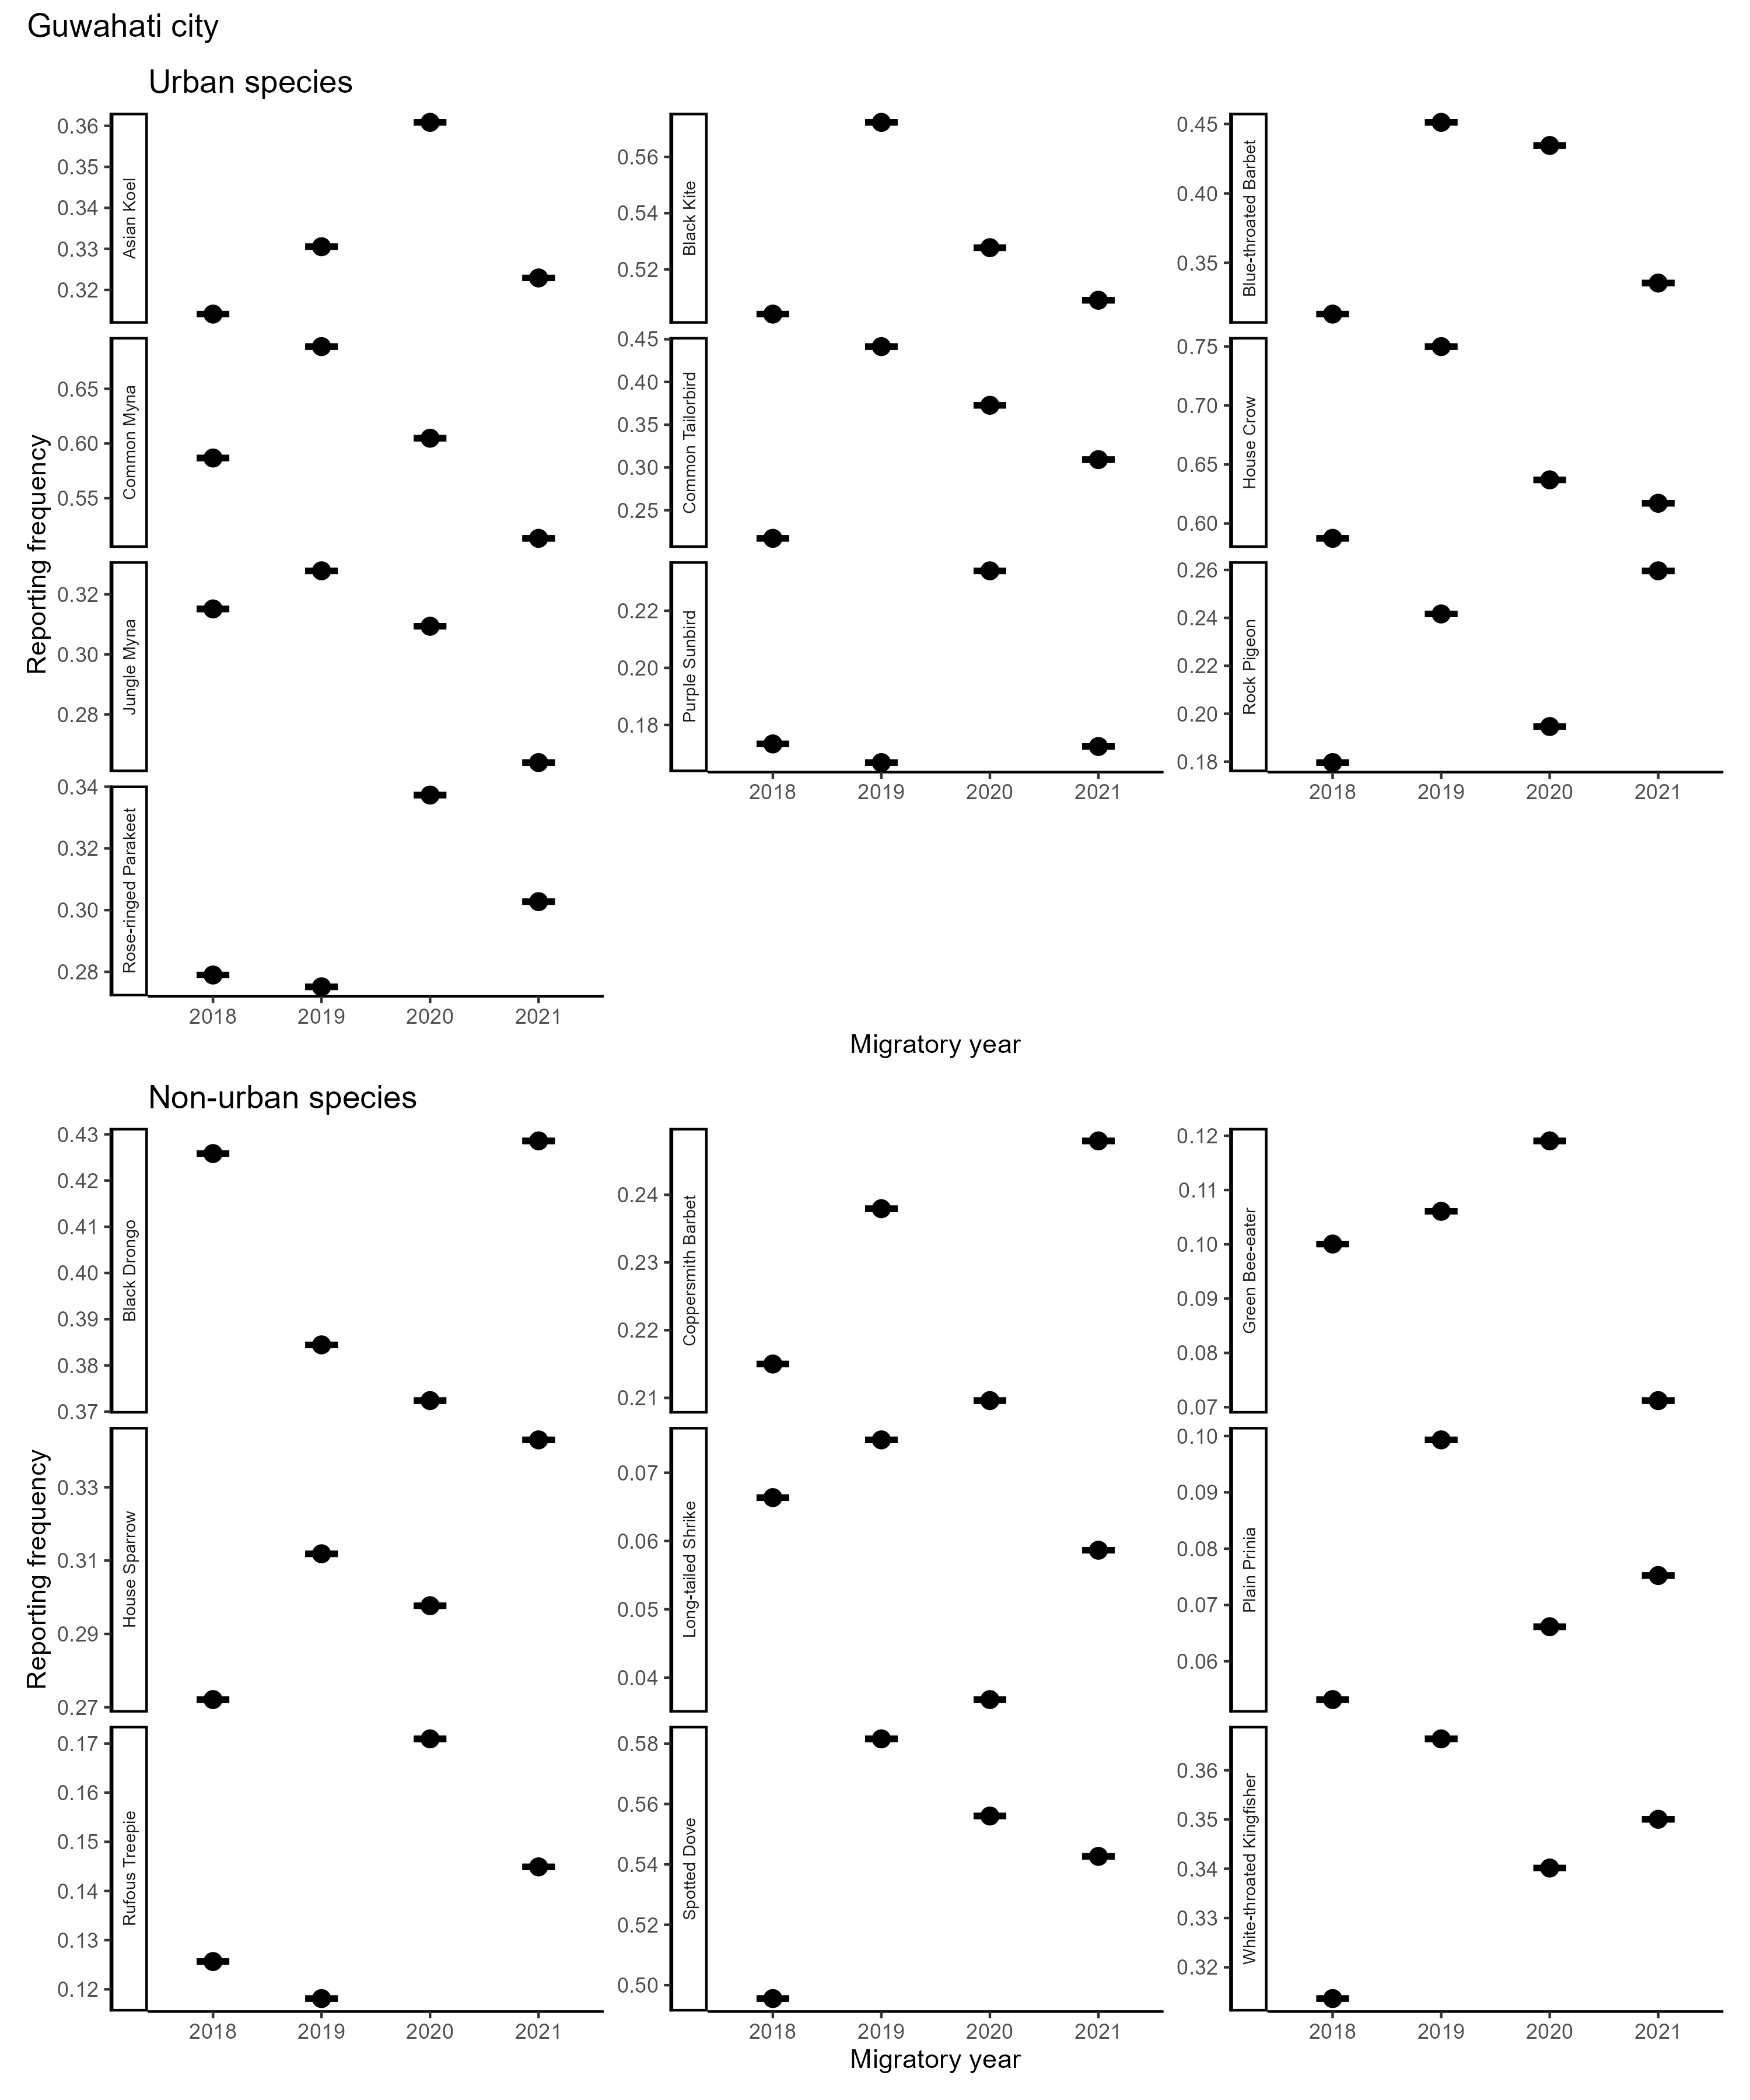 Guwahati city
Urban species
Reporting frequency
Asian Koel
0.36
0.35
0.34
0.33
0.32
Black Kite
0.56
0.54
0.52
Blue-throated Barbet
0.45
0.40
0.35
Common Myna
0.65
0.60
0.55
Common Tailorbird
0.45
0.40
0.35
0.30
0.25
House Crow
0.75
0.70
0.65
0.60
Jungle Myna
0.32
0.30
0.28
Purple Sunbird
0.22
0.20
0.18
2018 2019 2020 2021
Rock Pigeon
0.26
0.24
0.22
0.20
0.18
2018 2019 2020 2021
Rose-ringed Parakeet
0.34
0.32
0.30
0.28
2018 2019 2020 2021
Migratory year
Non-urban species
Reporting frequency
Black Drongo
0.43
0.42
0.41
0.40
0.39
0.38
0.37
Coppersmith Barbet
0.24
0.23
0.22
0.21
Green Bee-eater
0.12
0.11
0.10
0.09
0.08
0.07
House Sparrow
0.33
0.31
0.29
0.27
Long-tailed Shrike
0.07
0.06
0.05
0.04
Plain Prinia
0.10
0.09
0.08
0.07
0.06
Rufous Treepie
0.17
0.16
0.15
0.14
0.13
0.12
2018 2019 2020 2021
Spotted Dove
0.58
0.56
0.54
0.52
0.50
2018 2019 2020 2021
White-throated Kingfisher
0.36
0.35
0.34
0.33
0.32
2018 2019 2020 2021
Migratory year